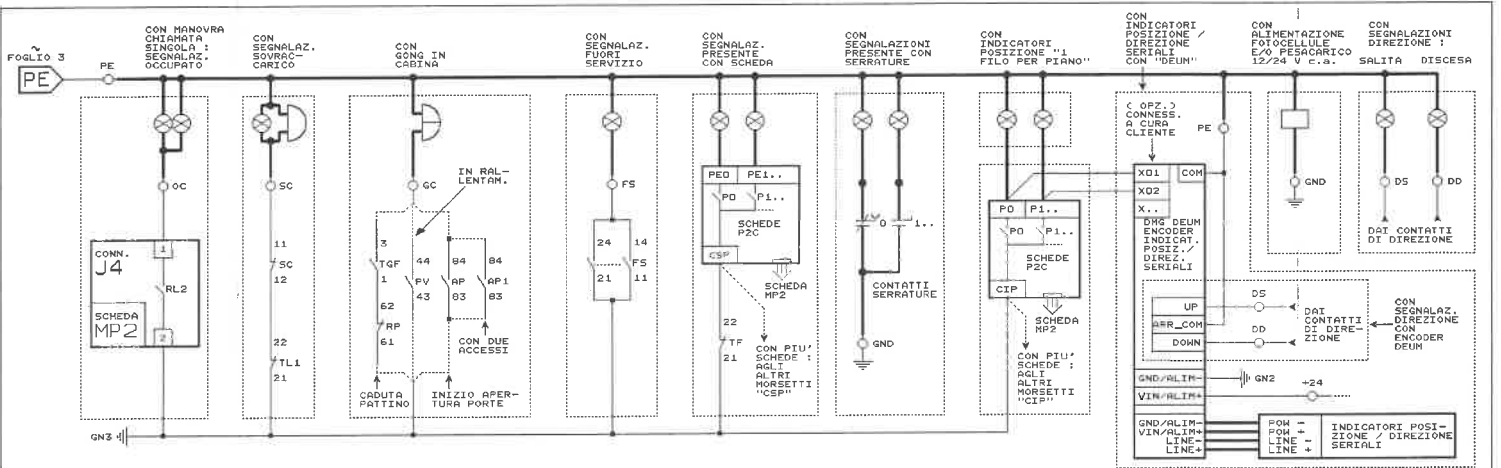 ~
FOGLIO 3
PE
PE
CON MANOVRA
CHIAMATA
SINGOLA :
SEGNALAZ.
OCCUPATO
OC
CONN.
J4
1
RL2
SCHEDA
MP2
2
GN3
CON
SEGNALAZ.
SOVRAC-
CARICO
SC
11
SC
12
22
TL1
21
CON
GONG IN
CABINA
GC
IN RAL-
LENTAM.
3
TGF
1
62
RP
61
44
PV
43
84
AP
83
84
AP1
83
CON DUE
ACCESSI
CADUTA
PATTINO
INIZIO APER-
TURA PORTE
CON
SEGNALAZ.
FUORI
SERVIZIO
FS
24
21
14
FS
11
CON
SEGNALAZ.
PRESENTE
CON SCHEDA
PE0 PE1..
P0 P1..
SCHEDE
P2C
CSP
SCHEDA
MP2
22
TF
21
CON PIU'
SCHEDE :
AGLI
ALTRI
MORSETTI
"CSP"
CON
SEGNALAZIONI
PRESENTE CON
SERRATURE
0 1..
CONTATTI
SERRATURE
GND
CON
INDICATORI
POSIZIONE "1
FILO PER PIANO"
P0 P1..
P0 P1..
SCHEDE
P2C
CIP
SCHEDA
MP2
CON PIU'
SCHEDE :
AGLI
ALTRI
MORSETTI
"CIP"
CON
INDICATORI
POSIZIONE /
DIREZIONE
SERIALI
CON "DEUM"
( OPZ.)
CONNESS.
A CURA
CLIENTE
PE
X01 COM
X02
X..
DMG DEUM
ENCODER
INDICAT.
POSIZ./
DIREZ.
SERIALI
UP
ARR_COM
DOWN
DS
DD
DAI
CONTATTI
DI DIRE-
ZIONE
CON
SEGNALAZ.
DIREZIONE
CON
ENCODER
DEUM
GND/ALIM-
GN2
VIN/ALIM+
+24
GND/ALIM-
VIN/ALIM+
LINE-
LINE+
POW -
POW +
LINE -
LINE +
INDICATORI POSI-
ZIONE / DIREZIONE
SERIALI
CON
ALIMENTAZIONE
FOTOCELLULE
E/O PESACARICO
12/24 V c.a.
GND
CON
SEGNALAZIONI
DIREZIONE :
SALITA DISCESA
DS DD
DAI CONTATTI
DI DIREZIONE